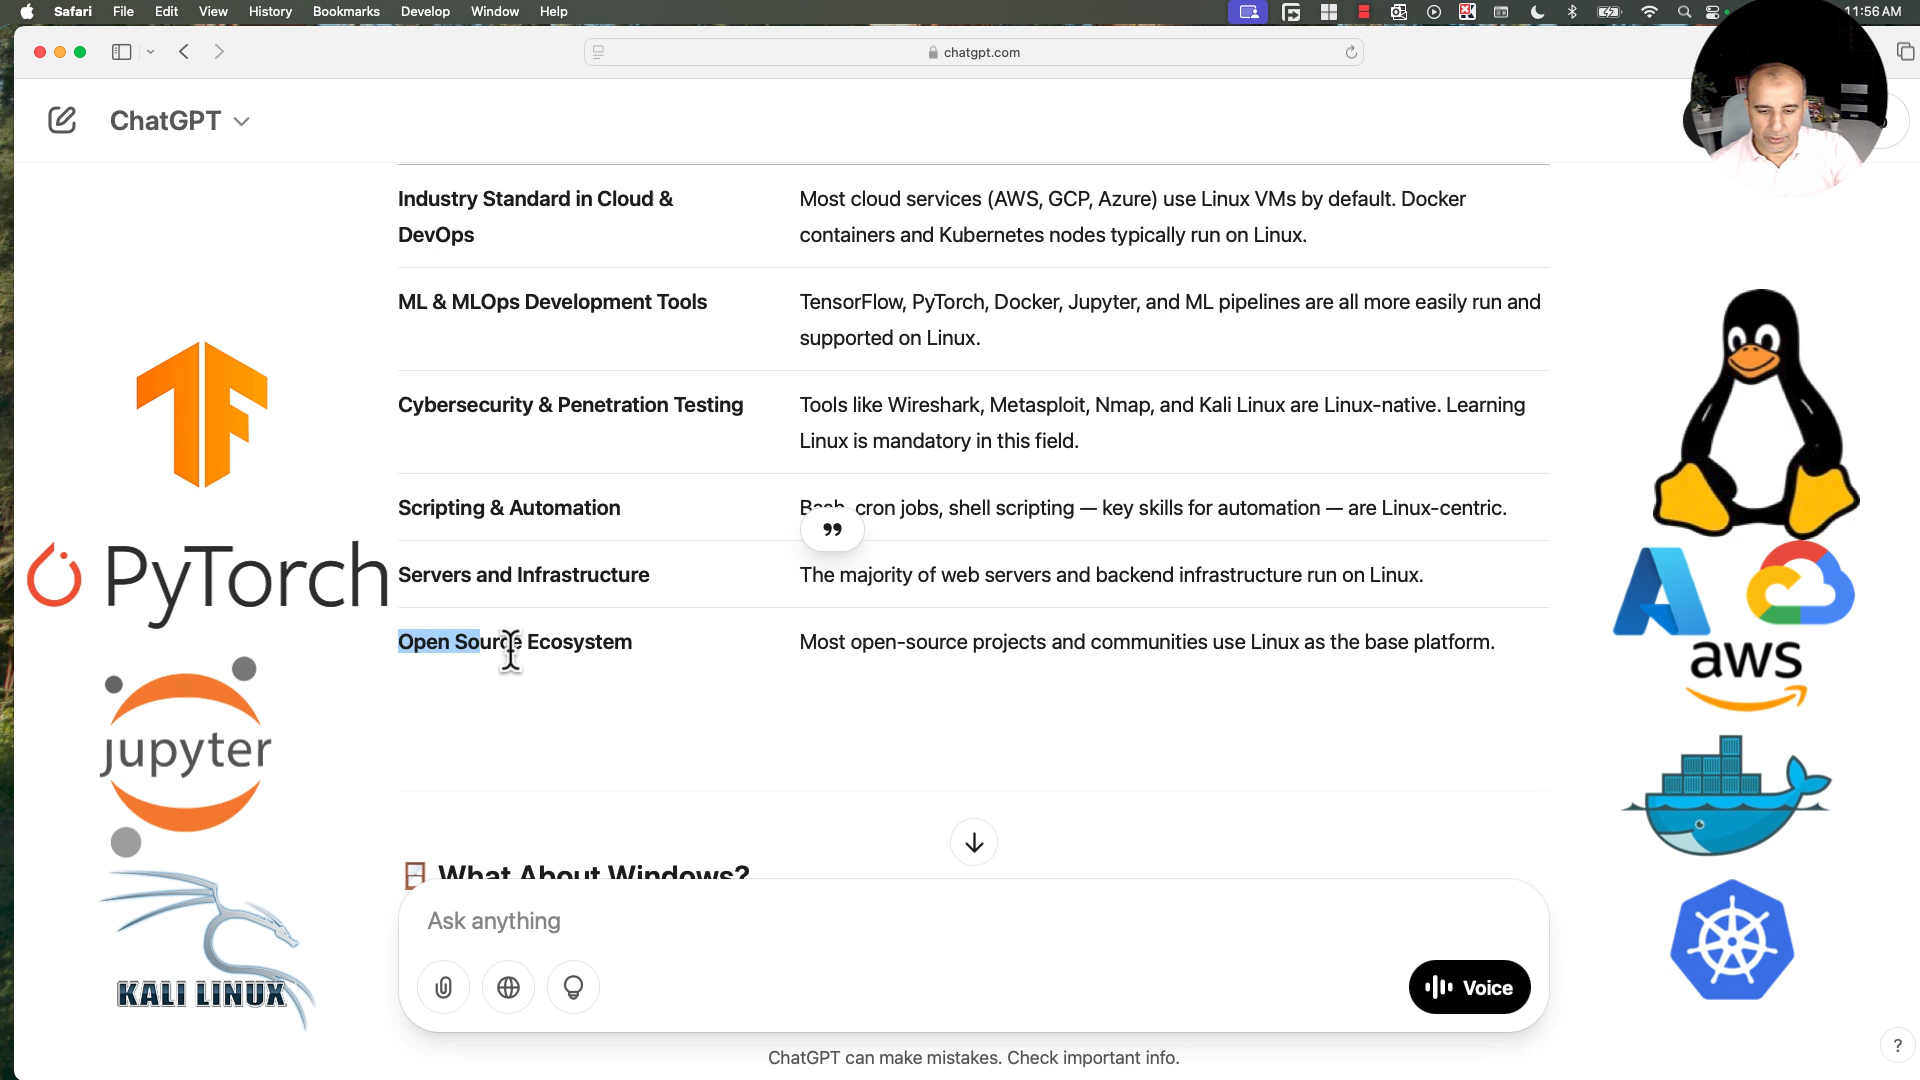 Safari File Edit View History Bookmarks Develop Window Help
11:56 AM
chatgpt.com
ChatGPT
Industry Standard in Cloud &
DevOps
Most cloud services (AWS, GCP, Azure) use Linux VMs by default. Docker
containers and Kubernetes nodes typically run on Linux.
ML & MLOps Development Tools
TensorFlow, PyTorch, Docker, Jupyter, and ML pipelines are all more easily run and
supported on Linux.
Cybersecurity & Penetration Testing
Tools like Wireshark, Metasploit, Nmap, and Kali Linux are Linux-native. Learning
Linux is mandatory in this field.
Scripting & Automation
Bash, cron jobs, shell scripting — key skills for automation — are Linux-centric.
Servers and Infrastructure
The majority of web servers and backend infrastructure run on Linux.
Open Source Ecosystem
Most open-source projects and communities use Linux as the base platform.
What About Windows?
Ask anything
Voice
ChatGPT can make mistakes. Check important info.
?
TF
PyTorch
jupyter
KALI LINUX
aws